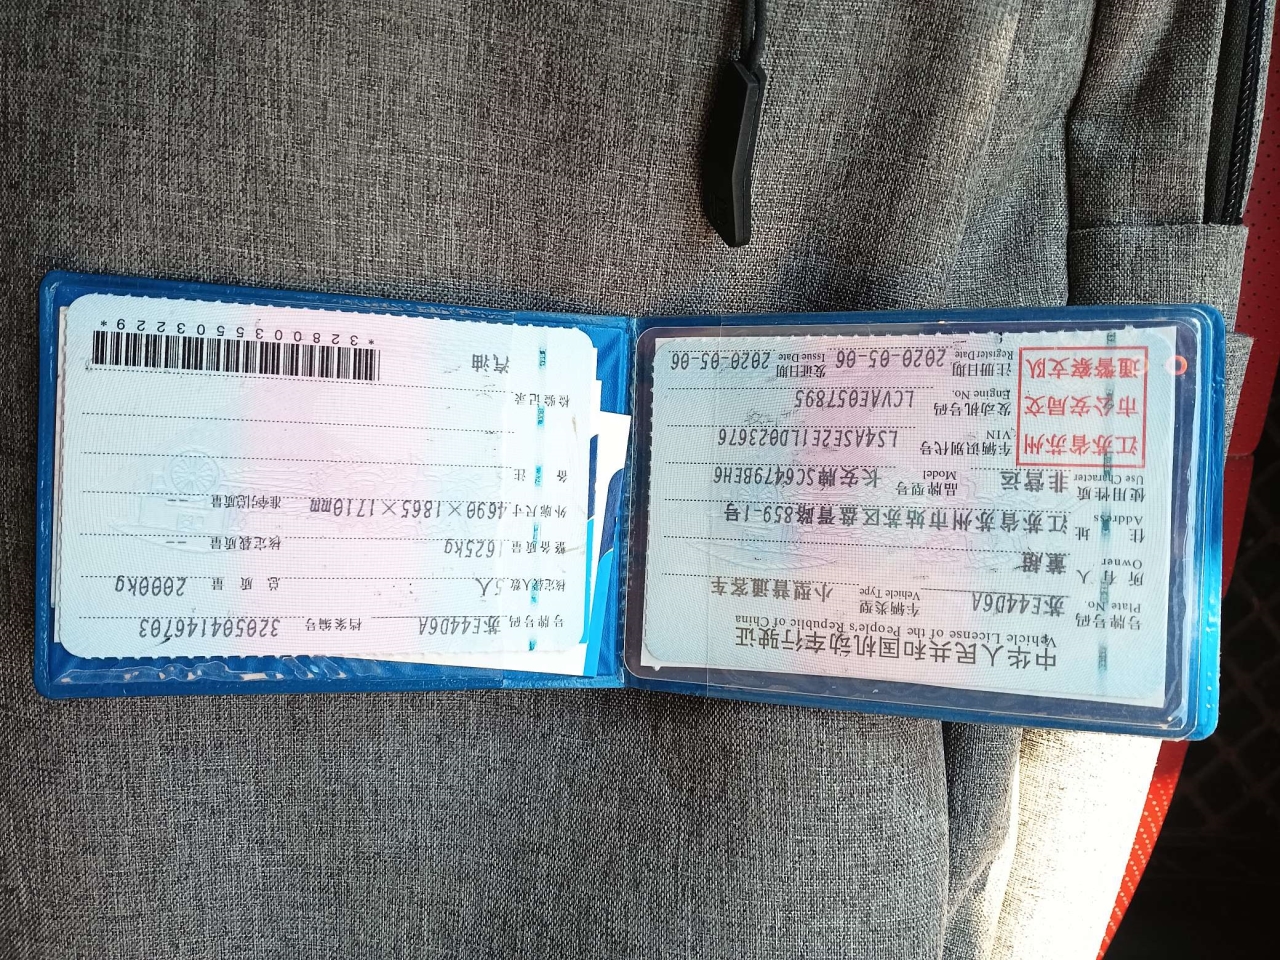 中华人民共和国机动车行驶证
Vehicle License of the People's Republic of China
号牌号码 苏E44D6A 车辆类型 小型普通客车
Plate No. Vehicle Type
所有人 董超
Owner
住址 江苏省苏州市姑苏区盘胥路859-1号
Address
使用性质 非营运 品牌型号 长安牌SC6479BEH6
Use Character Model
江苏省苏州
市公安局交
通警察支队
车辆识别代号 LS4ASE2E1LD023676
VIN
发动机号码 LCVAE057895
Engine No.
注册日期 2020-05-06 发证日期 2020-05-06
Register Date Issue Date
号牌号码 苏E44D6A 档案编号 320504146703
核定载人数 5人 总质量 2000kg
整备质量 1625kg 核定载质量 --
外廓尺寸 4690×1865×1710mm 准牵引总质量 --
备注
检验记录
汽油
*3280035503229*